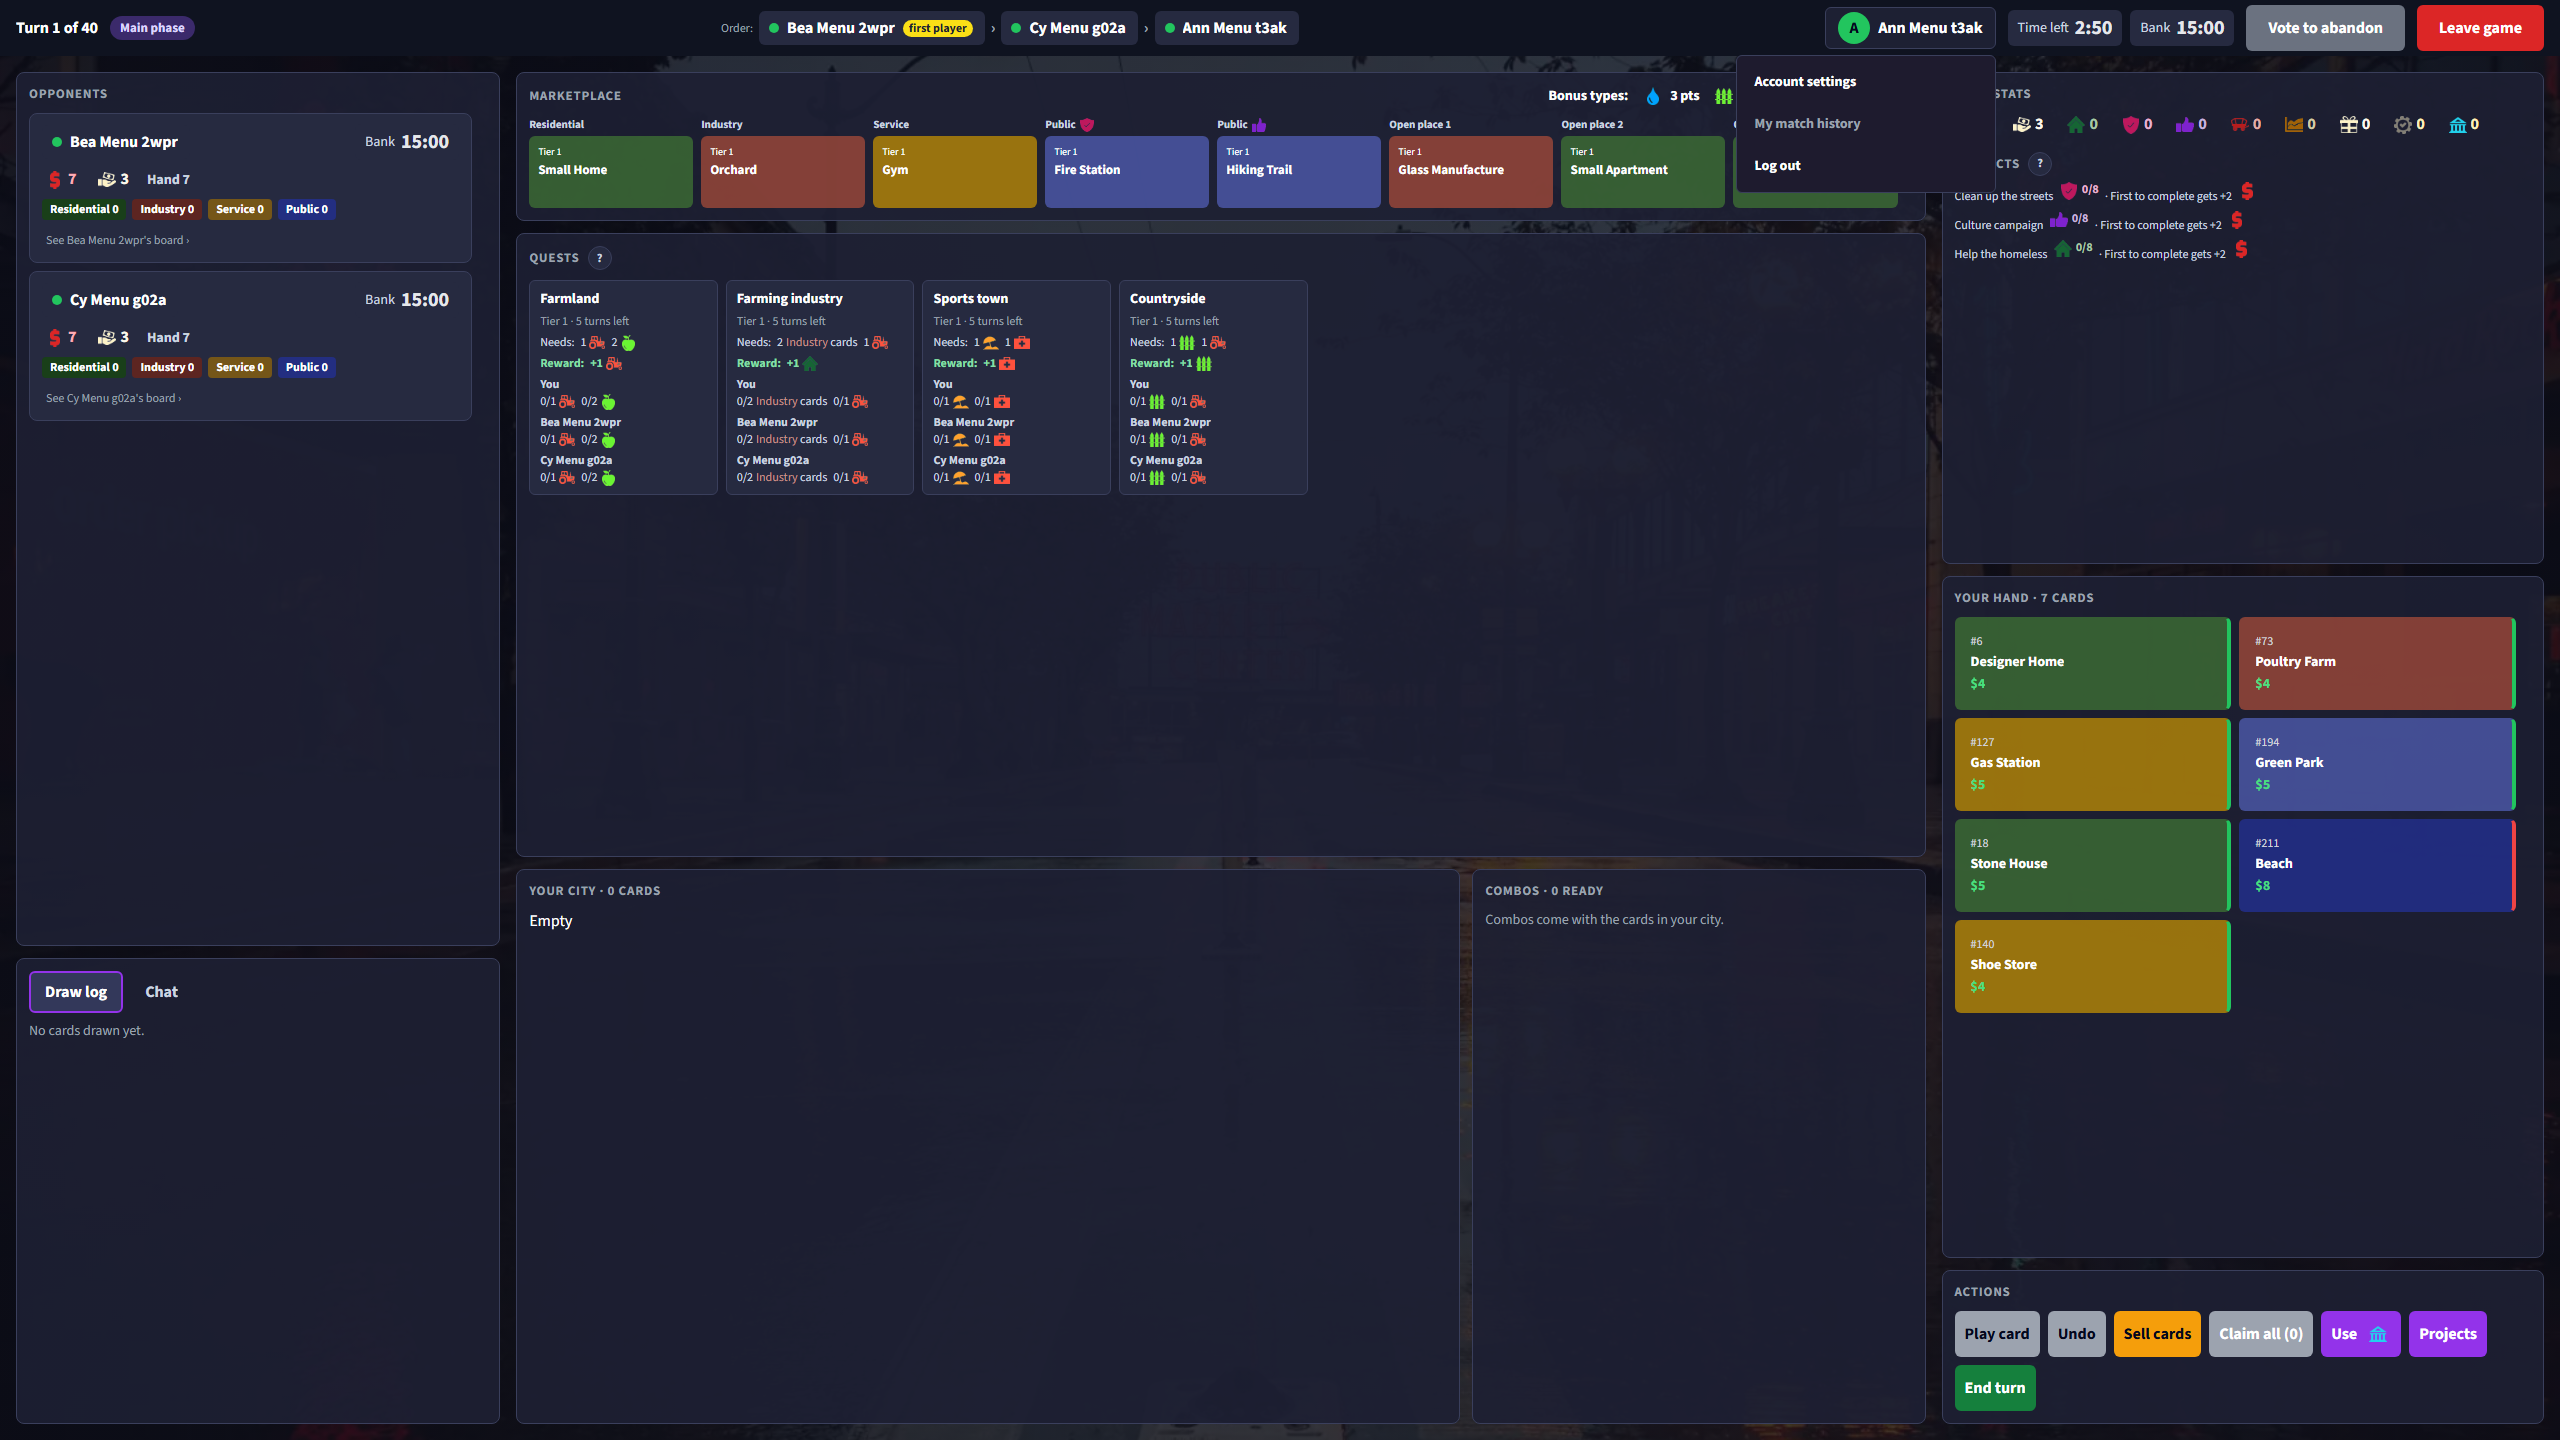 Turn 1 of 40 Main phase
Order: Bea Menu 2wpr first player › Cy Menu g02a › Ann Menu t3ak
A Ann Menu t3ak Time left 2:50 Bank 15:00 Vote to abandon Leave game
Account settings
My match history
Log out
OPPONENTS
Bea Menu 2wpr Bank 15:00
7 3 Hand 7
Residential 0 Industry 0 Service 0 Public 0
See Bea Menu 2wpr's board ›
Cy Menu g02a Bank 15:00
7 3 Hand 7
Residential 0 Industry 0 Service 0 Public 0
See Cy Menu g02a's board ›
Draw log Chat
No cards drawn yet.
MARKETPLACE Bonus types: 3 pts
Residential Industry Service Public Public Open place 1 Open place 2
Tier 1 Tier 1 Tier 1 Tier 1 Tier 1 Tier 1 Tier 1
Small Home Orchard Gym Fire Station Hiking Trail Glass Manufacture Small Apartment
QUESTS ?
Farmland
Tier 1 · 5 turns left
Needs: 1 2
Reward: +1
You
0/1 0/2
Bea Menu 2wpr
0/1 0/2
Cy Menu g02a
0/1 0/2
Farming industry
Tier 1 · 5 turns left
Needs: 2 Industry cards 1
Reward: +1
You
0/2 Industry cards 0/1
Bea Menu 2wpr
0/2 Industry cards 0/1
Cy Menu g02a
0/2 Industry cards 0/1
Sports town
Tier 1 · 5 turns left
Needs: 1 1
Reward: +1
You
0/1 0/1
Bea Menu 2wpr
0/1 0/1
Cy Menu g02a
0/1 0/1
Countryside
Tier 1 · 5 turns left
Needs: 1 1
Reward: +1
You
0/1 0/1
Bea Menu 2wpr
0/1 0/1
Cy Menu g02a
0/1 0/1
YOUR CITY · 0 CARDS
Empty
COMBOS · 0 READY
Combos come with the cards in your city.
STATS
3 0 0 0 0 0 0 0 0
CTS ?
Clean up the streets 0/8 · First to complete gets +2
Culture campaign 0/8 · First to complete gets +2
Help the homeless 0/8 · First to complete gets +2
YOUR HAND · 7 CARDS
#6
Designer Home
$4
#73
Poultry Farm
$4
#127
Gas Station
$5
#194
Green Park
$5
#18
Stone House
$5
#211
Beach
$8
#140
Shoe Store
$4
ACTIONS
Play card Undo Sell cards Claim all (0) Use Projects
End turn